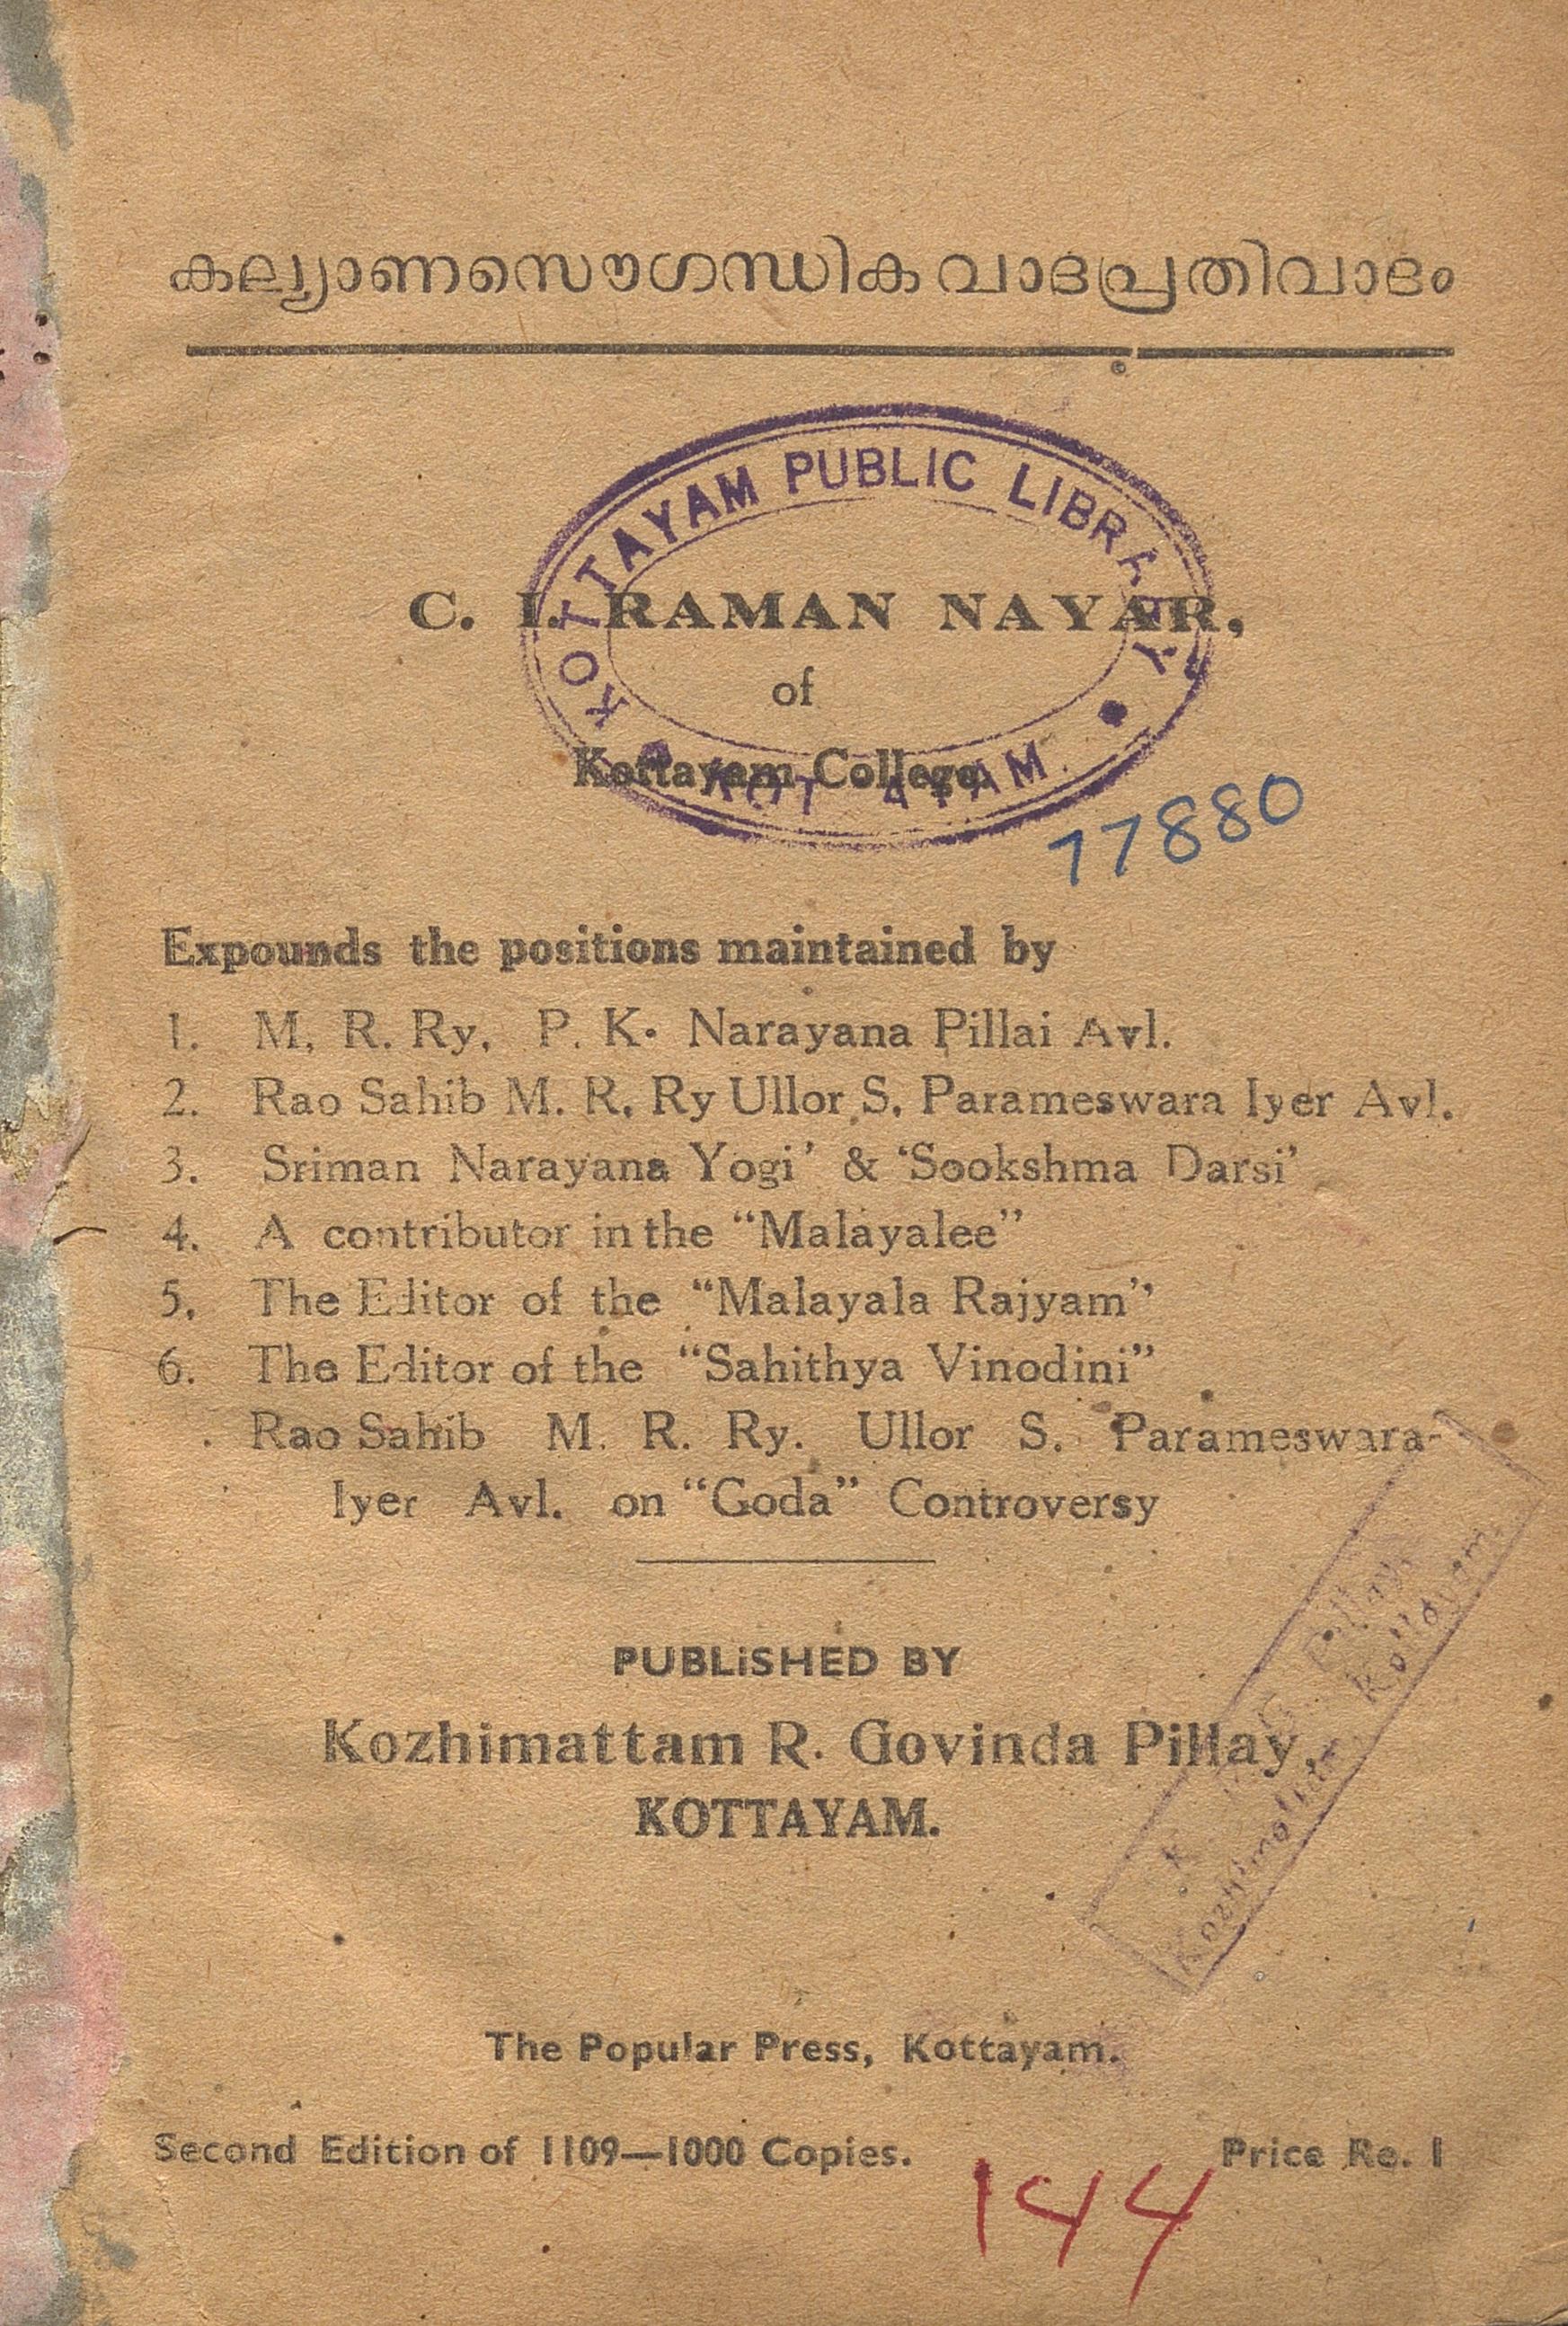 കല്യാണസൌഗന്ധിക വാദപ്രതിവാദം
KOTTAYAM PUBLIC LIBRARY
C. I. RAMAN NAYAR,
of
Kottayam College.
77880
Expounds the positions maintained by
1. M. R. Ry. P. K. Narayana Pillai Avl.
2. Rao Sahib M. R. Ry Ullor S. Parameswara Iyer Avl.
3. Sriman Narayana Yogi' & 'Sookshma Darsi'
4. A contributor in the "Malayalee"
5. The Editor of the "Malayala Rajyam"
6. The Editor of the "Sahithya Vinodini"
Rao Sahib M. R. Ry. Ullor S. Parameswara-
Iyer Avl. on "Goda" Controversy
PUBLiSHED BY
Kozhimattam R. Govinda Pillay,
KOTTAYAM.
Pillay,
Kottayam.
The Popular Press, Kottayam.
Second Edition of 1109—1000 Copies. Price Re. 1
144